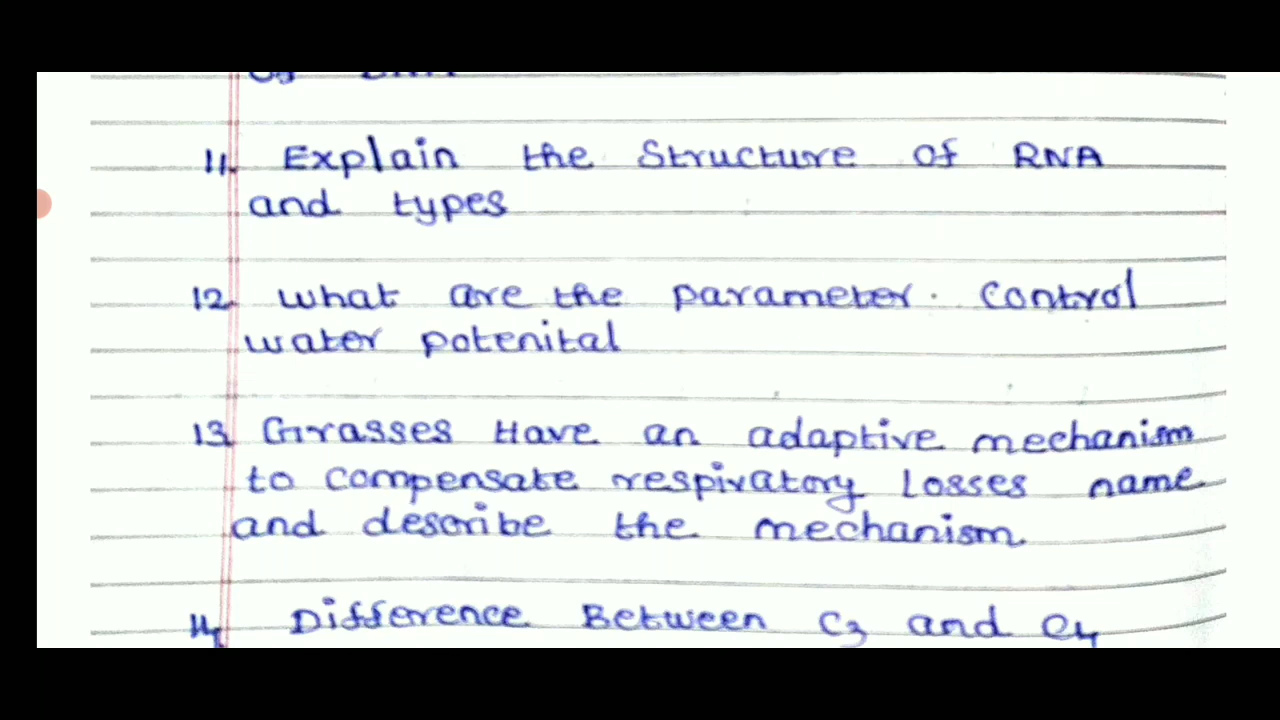 11. Explain the Structure of RNA
and types
12. What are the parameter. Control
water potenital
13. Grasses Have an adaptive mechanism
to compensate respiratory Losses name
and describe the mechanism.
14. Difference Between C3 and C4